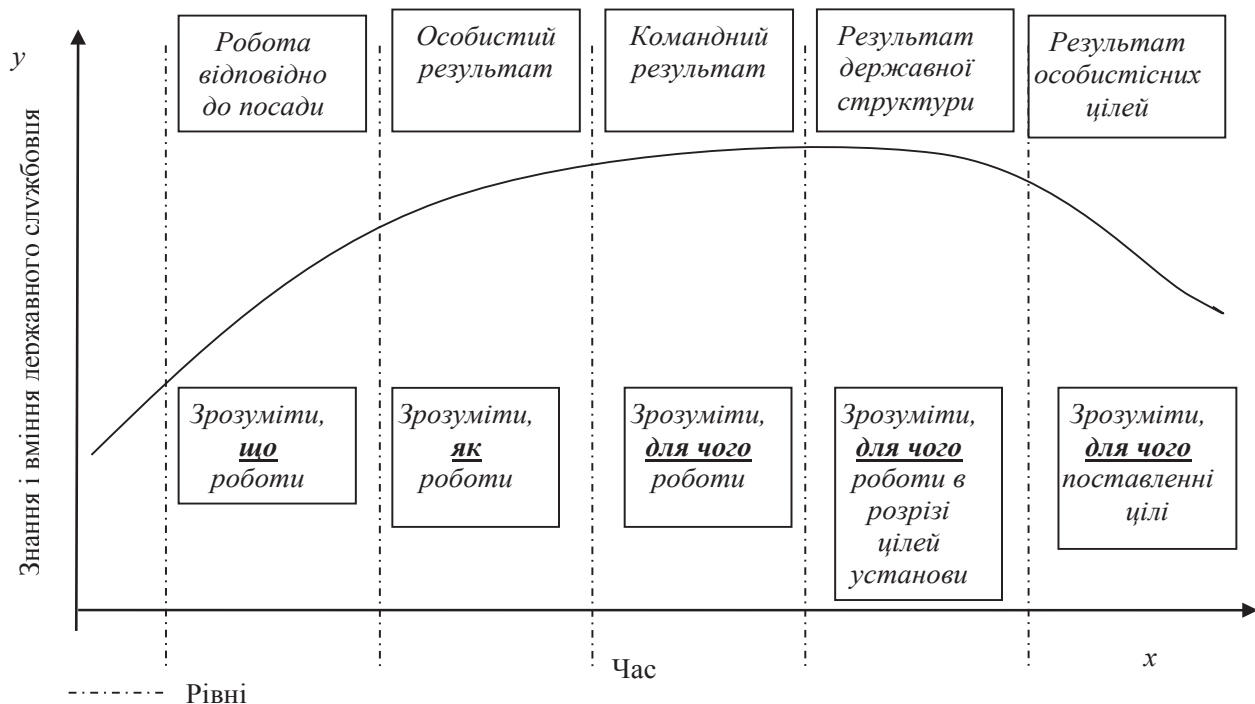 y
Знання і вміння державного службовця
Робота
відповідно
до посади
Особистий
результат
Командний
результат
Результат
державної
структури
Результат
особистісних
цілей
Зрозуміти,
що
роботи
Зрозуміти,
як
роботи
Зрозуміти,
для чого
роботи
Зрозуміти,
для чого
роботи в
розрізі
цілей
установи
Зрозуміти,
для чого
поставленні
цілі
Час
x
Рівні